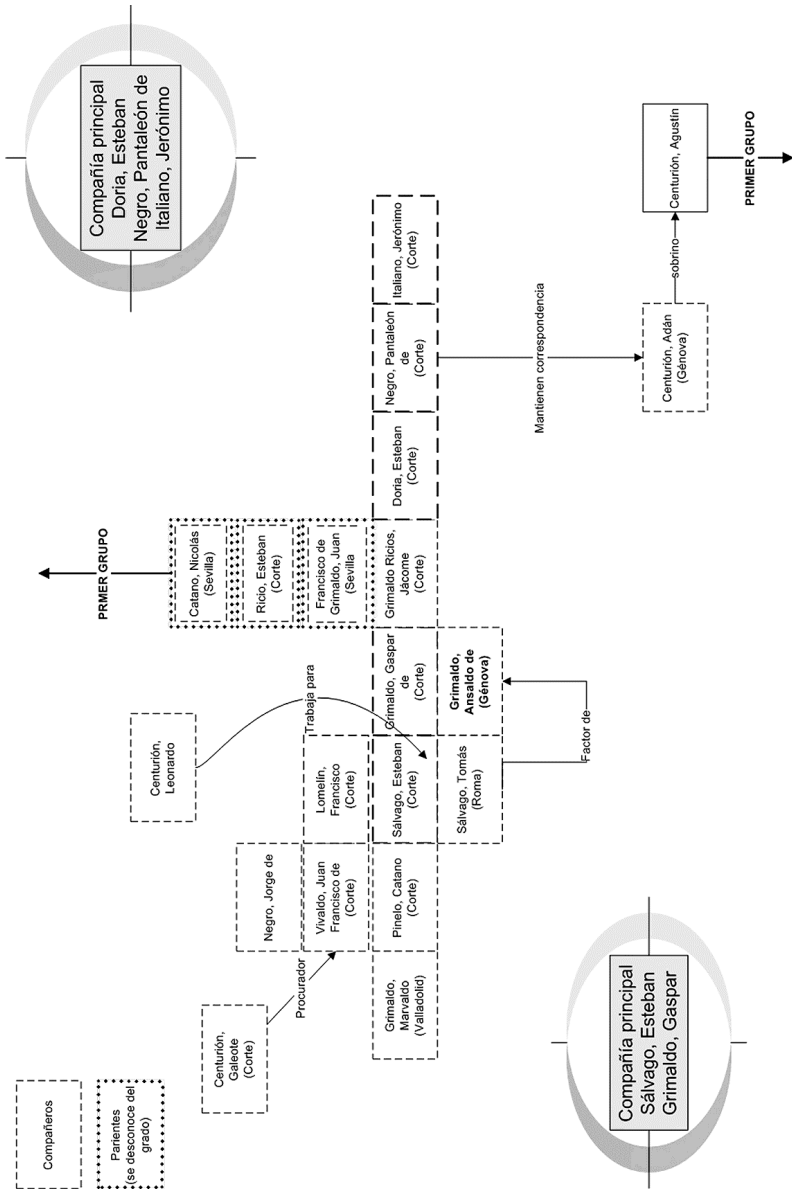 Compañeros
Parientes
(se desconoce del
grado)
Compañía principal
Doria, Esteban
Negro, Pantaleón de
Italiano, Jerónimo
PRMER GRUPO
Catano, Nicolás
(Sevilla)
Ricio, Esteban
(Corte)
Francisco de
Grimaldo, Juan
(Sevilla
Centurión,
Leonardo
Trabaja para
Centurión,
Galeote
(Corte)
Procurador
Negro, Jorge de
Vivaldo, Juan
Francisco de
(Corte)
Lomelín,
Francisco
(Corte)
Grimaldo,
Marvaldo
(Valladolid)
Pinelo, Catano
(Corte)
Sálvago, Esteban
(Corte)
Grimaldo, Gaspar
de
(Corte)
Grimaldo Ricios,
Jácome
(Corte)
Doria, Esteban
(Corte)
Negro, Pantaleón
de
(Corte)
Italiano, Jerónimo
(Corte)
Sálvago, Tomás
(Roma)
Grimaldo,
Ansaldo de
(Génova)
Factor de
Mantienen correspondencia
Centurión, Adán
(Génova)
sobrino
Centurión, Agustín
PRIMER GRUPO
Compañía principal
Sálvago, Esteban
Grimaldo, Gaspar